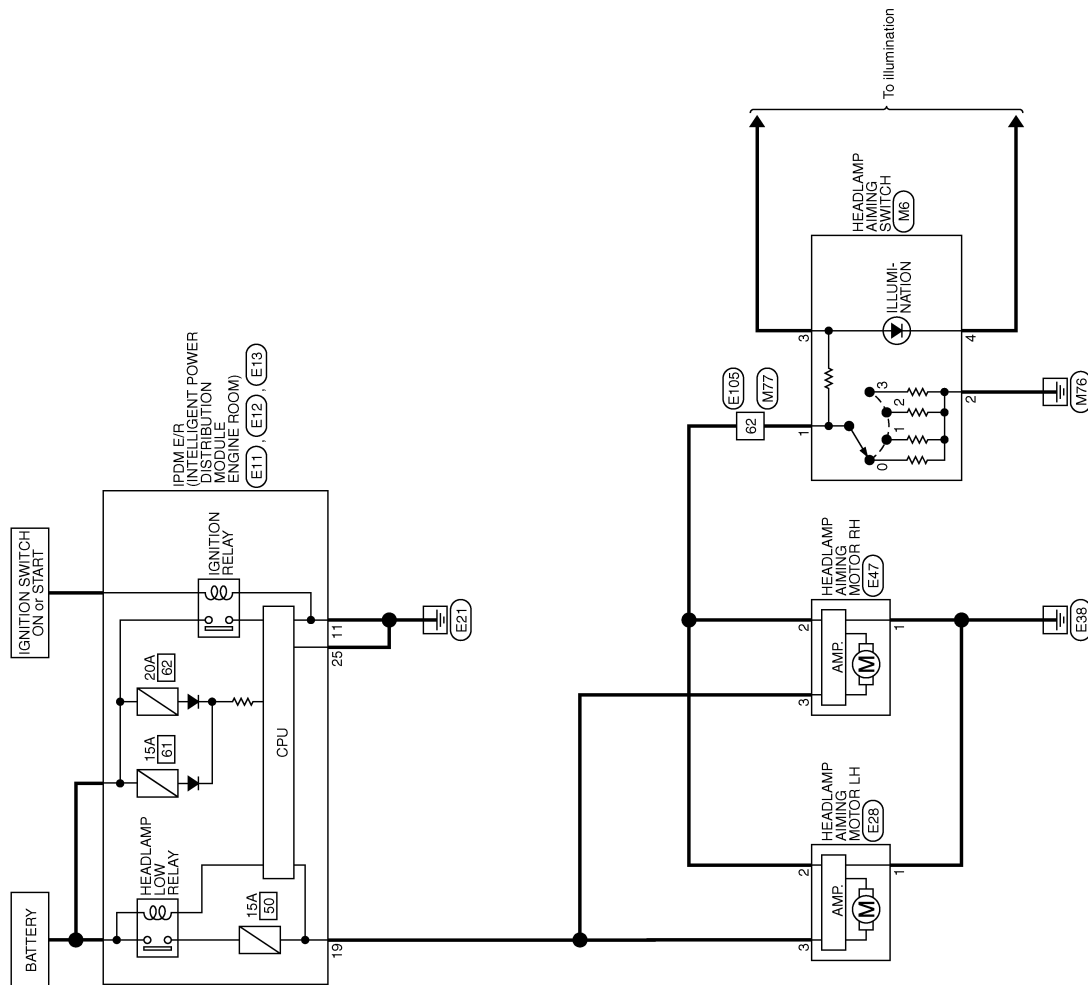 BATTERY
IGNITION SWITCH
ON or START
IPDM E/R
(INTELLIGENT POWER
DISTRIBUTION
MODULE
ENGINE ROOM)
E11 , E12 , E13
HEADLAMP
LOW
RELAY
15A
50
15A
61
20A
62
IGNITION
RELAY
CPU
19
25
11
E21
HEADLAMP
AIMING
MOTOR LH
E28
3
2
AMP.
M
1
HEADLAMP
AIMING
MOTOR RH
E47
3
2
AMP.
M
1
E38
62
E105
M77
HEADLAMP
AIMING
SWITCH
M6
1
3
0
1
2
3
ILLUMI-
NATION
2
4
M76
To illumination